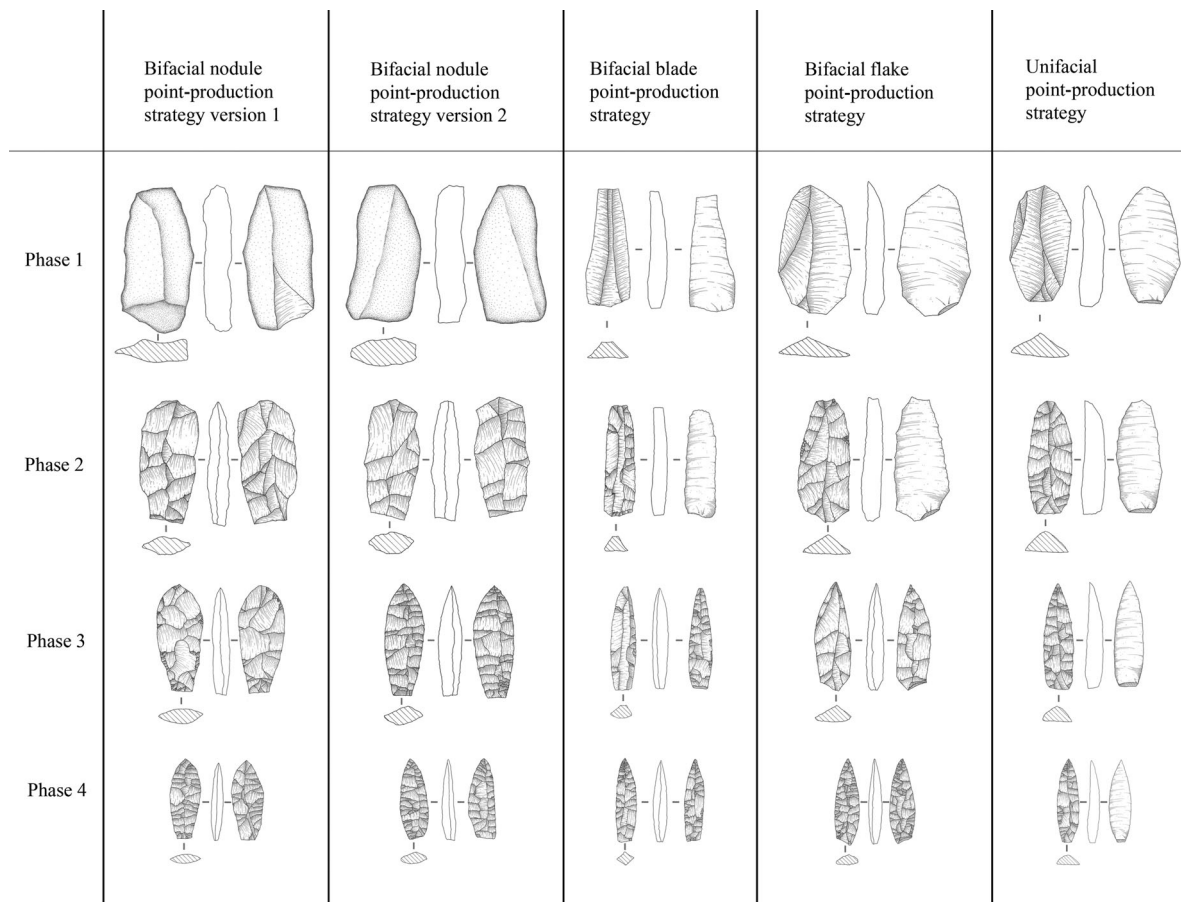 Bifacial nodule
point-production
strategy version 1
Bifacial nodule
point-production
strategy version 2
Bifacial blade
point-production
strategy
Bifacial flake
point-production
strategy
Unifacial
point-production
strategy
Phase 1
Phase 2
Phase 3
Phase 4